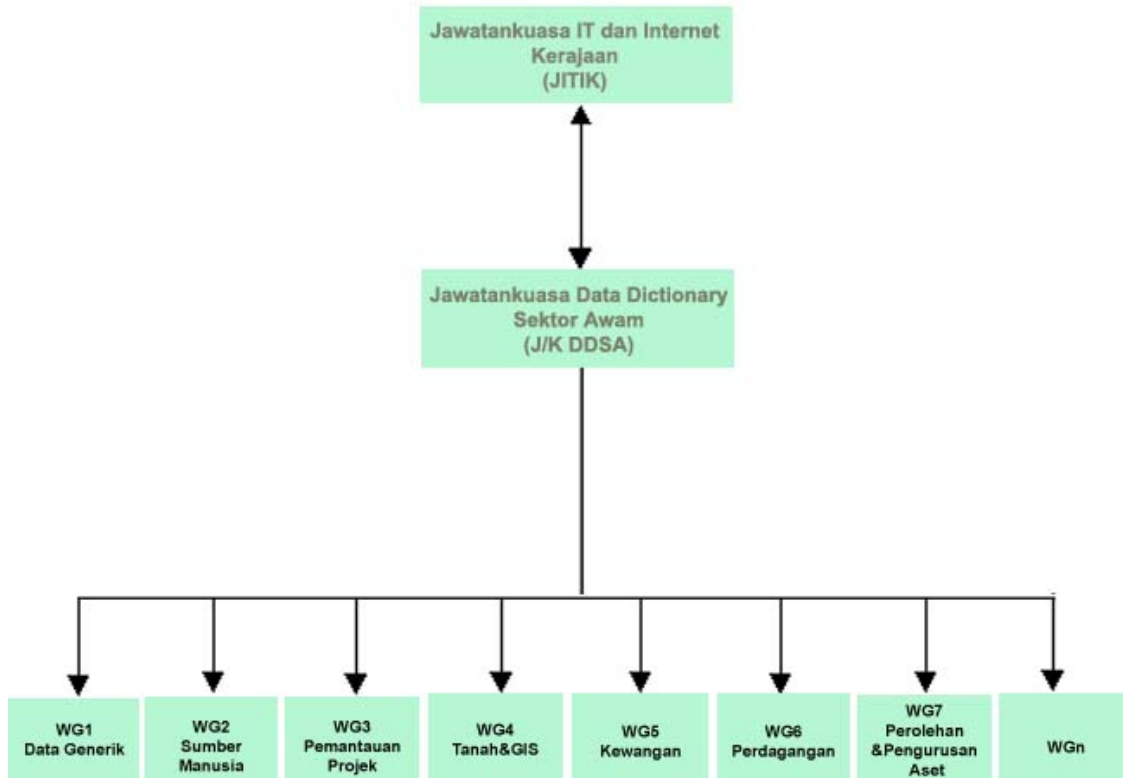 Jawatankuasa IT dan Internet
Kerajaan
(JITIK)
Jawatankuasa Data Dictionary
Sektor Awam
(J/K DDSA)
WG1
Data Generik
WG2
Sumber
Manusia
WG3
Pemantauan
Projek
WG4
Tanah&GIS
WG5
Kewangan
WG6
Perdagangan
WG7
Perolehan
&Pengurusan
Aset
WGn